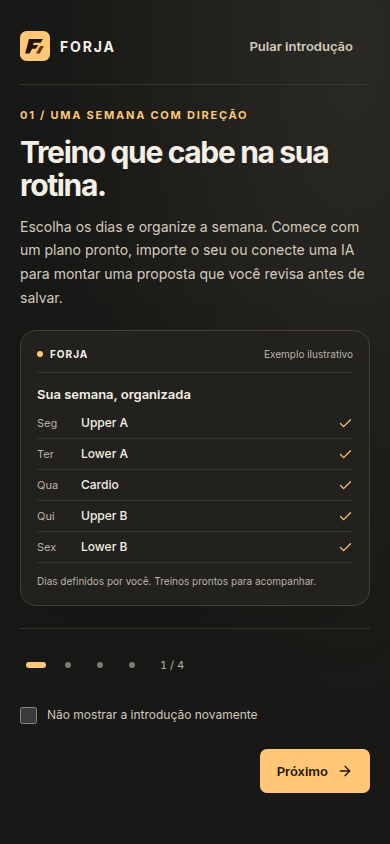 FORJA
Pular introdução
01 / UMA SEMANA COM DIREÇÃO
Treino que cabe na sua
rotina.
Escolha os dias e organize a semana. Comece com
um plano pronto, importe o seu ou conecte uma IA
para montar uma proposta que você revisa antes de
salvar.
FORJA
Exemplo ilustrativo
Sua semana, organizada
Seg Upper A
Ter Lower A
Qua Cardio
Qui Upper B
Sex Lower B
Dias definidos por você. Treinos prontos para acompanhar.
1 / 4
Não mostrar a introdução novamente
Próximo